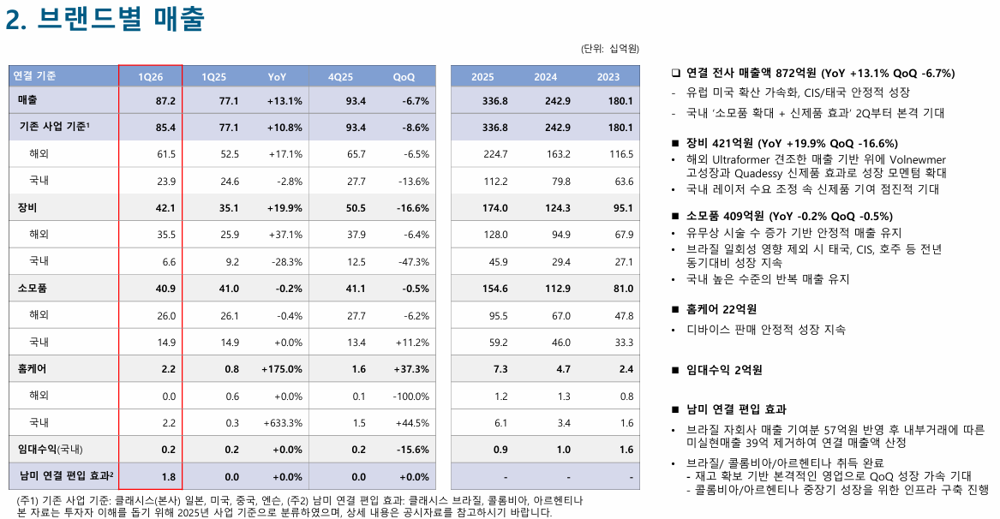 2. 브랜드별 매출
(단위: 십억원)
연결 기준 1Q26 1Q25 YoY 4Q25 QoQ 2025 2024 2023
매출 87.2 77.1 +13.1% 93.4 -6.7% 336.8 242.9 180.1
기존 사업 기준¹ 85.4 77.1 +10.8% 93.4 -8.6% 336.8 242.9 180.1
해외 61.5 52.5 +17.1% 65.7 -6.5% 224.7 163.2 116.5
국내 23.9 24.6 -2.8% 27.7 -13.6% 112.2 79.8 63.6
장비 42.1 35.1 +19.9% 50.5 -16.6% 174.0 124.3 95.1
해외 35.5 25.9 +37.1% 37.9 -6.4% 128.0 94.9 67.9
국내 6.6 9.2 -28.3% 12.5 -47.3% 45.9 29.4 27.1
소모품 40.9 41.0 -0.2% 41.1 -0.5% 154.6 112.9 81.0
해외 26.0 26.1 -0.4% 27.7 -6.2% 95.5 67.0 47.8
국내 14.9 14.9 +0.0% 13.4 +11.2% 59.2 46.0 33.3
홈케어 2.2 0.8 +175.0% 1.6 +37.3% 7.3 4.7 2.4
해외 0.0 0.6 +0.0% 0.1 -100.0% 1.2 1.3 0.8
국내 2.2 0.3 +633.3% 1.5 +44.5% 6.1 3.4 1.6
임대수익(국내) 0.2 0.2 +0.0% 0.2 -15.6% 0.9 1.0 1.6
남미 연결 편입 효과² 1.8 0.0 +0.0% 0.0 +0.0% - - -
(주1) 기존 사업 기준: 클래시스(본사) 일본, 미국, 중국, 엔슨, (주2) 남미 연결 편입 효과: 클래시스 브라질, 콜롬비아, 아르헨티나
본 자료는 투자자 이해를 돕기 위해 2025년 사업 기준으로 분류하였으며, 상세 내용은 공시자료를 참고하시기 바랍니다.
❑ 연결 전사 매출액 872억원 (YoY +13.1% QoQ -6.7%)
- 유럽 미국 확산 가속화, CIS/태국 안정적 성장
- 국내 ‘소모품 확대 + 신제품 효과’ 2Q부터 본격 기대
■ 장비 421억원 (YoY +19.9% QoQ -16.6%)
• 해외 Ultraformer 견조한 매출 기반 위에 Volnewmer
고성장과 Quadessy 신제품 효과로 성장 모멘텀 확대
• 국내 레이저 수요 조정 속 신제품 기여 점진적 기대
■ 소모품 409억원 (YoY -0.2% QoQ -0.5%)
• 유무상 시술 수 증가 기반 안정적 매출 유지
• 브라질 일회성 영향 제외 시 태국, CIS, 호주 등 전년
동기대비 성장 지속
• 국내 높은 수준의 반복 매출 유지
■ 홈케어 22억원
• 디바이스 판매 안정적 성장 지속
■ 임대수익 2억원
■ 남미 연결 편입 효과
• 브라질 자회사 매출 기여분 57억원 반영 후 내부거래에 따른
미실현매출 39억 제거하여 연결 매출액 산정
• 브라질/ 콜롬비아/아르헨티나 취득 완료
- 재고 확보 기반 본격적인 영업으로 QoQ 성장 가속 기대
- 콜롬비아/아르헨티나 중장기 성장을 위한 인프라 구축 진행